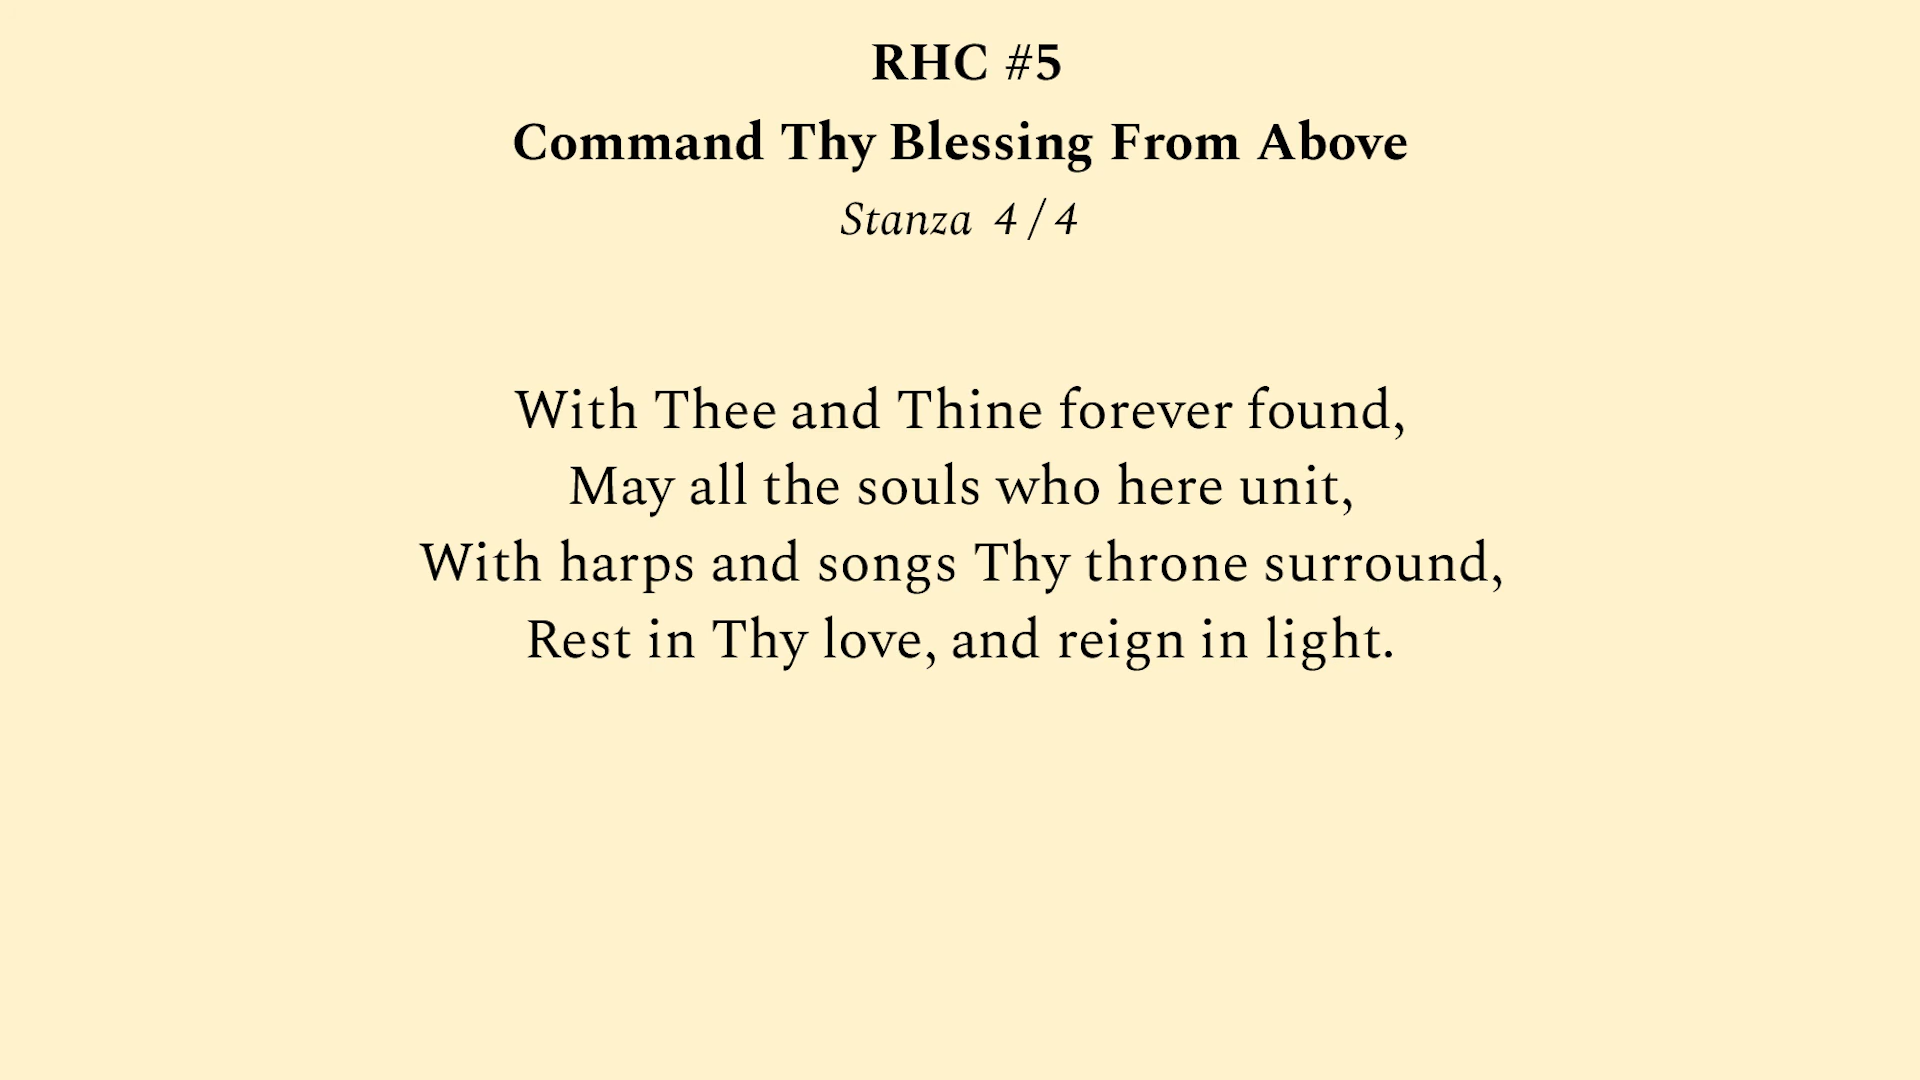 RHC #5
Command Thy Blessing From Above
Stanza 4 / 4
With Thee and Thine forever found,
May all the souls who here unit,
With harps and songs Thy throne surround,
Rest in Thy love, and reign in light.